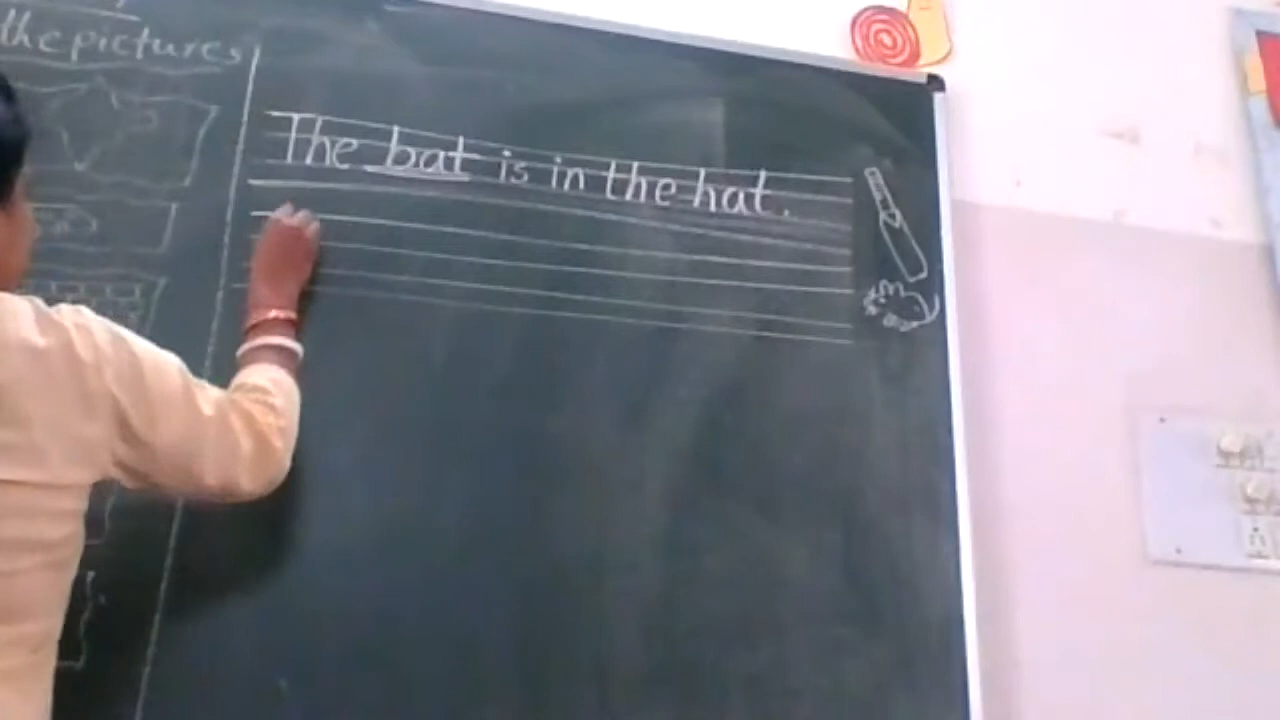 the pictures
The bat is in the hat.